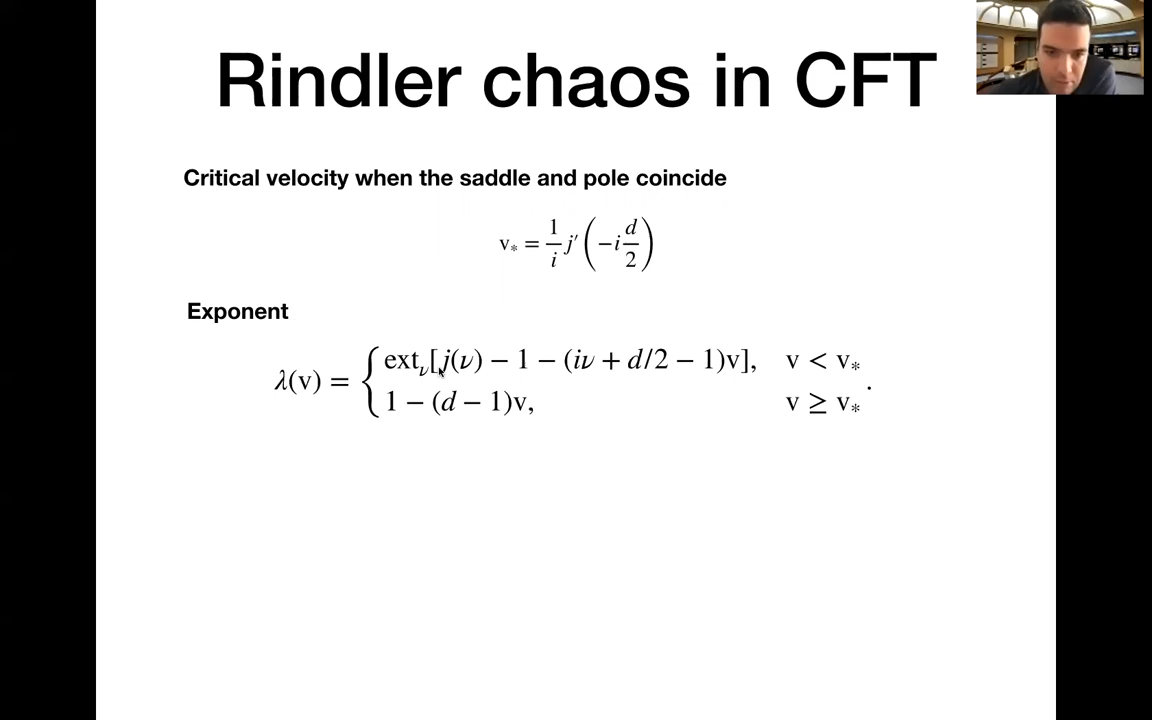 Rindler chaos in CFT
Critical velocity when the saddle and pole coincide
v* = 1/i j′(−i d/2)
Exponent
λ(v) = { ext_ν[j(ν) − 1 − (iν + d/2 − 1)v], v < v*
1 − (d − 1)v, v ≥ v* .